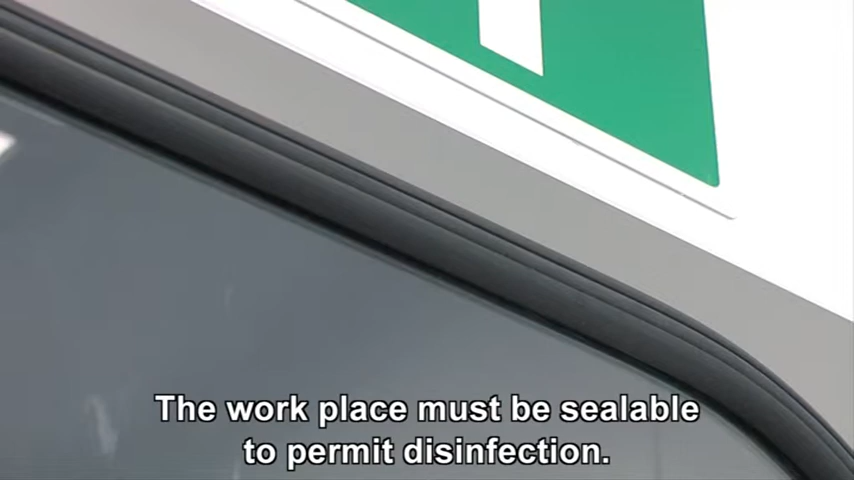 The work place must be sealable
to permit disinfection.